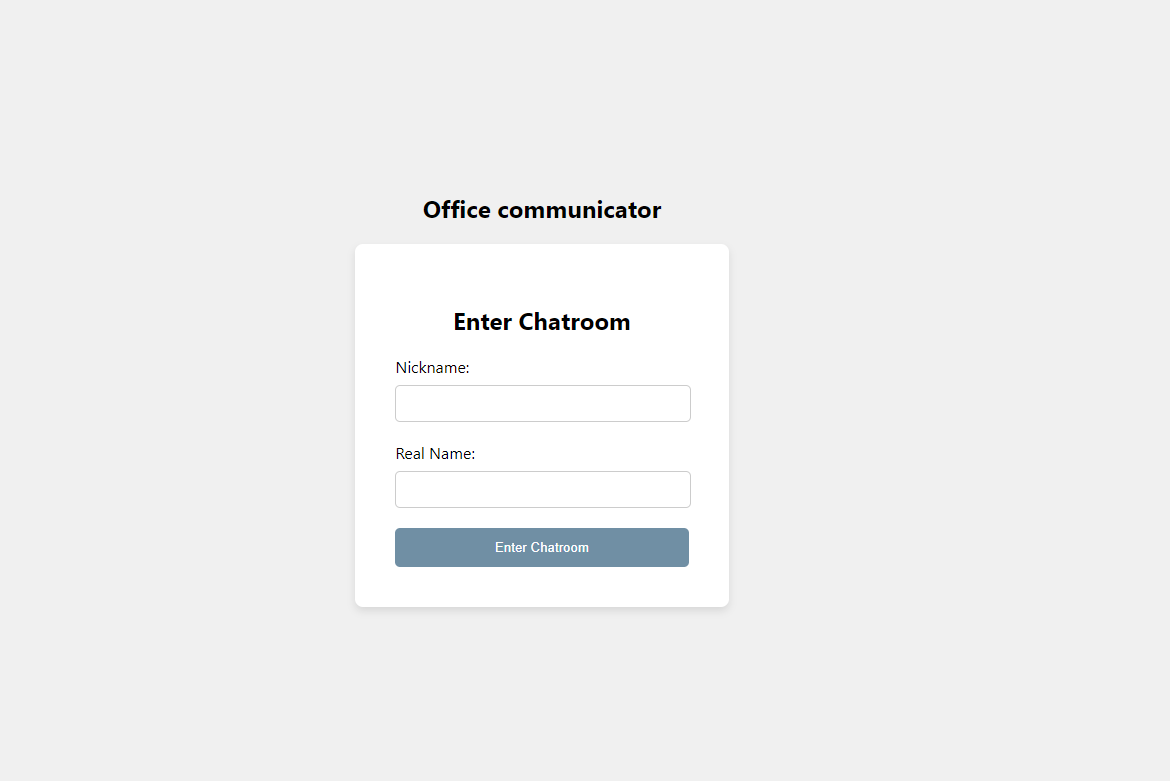 Office communicator
Enter Chatroom
Nickname:
Real Name:
Enter Chatroom